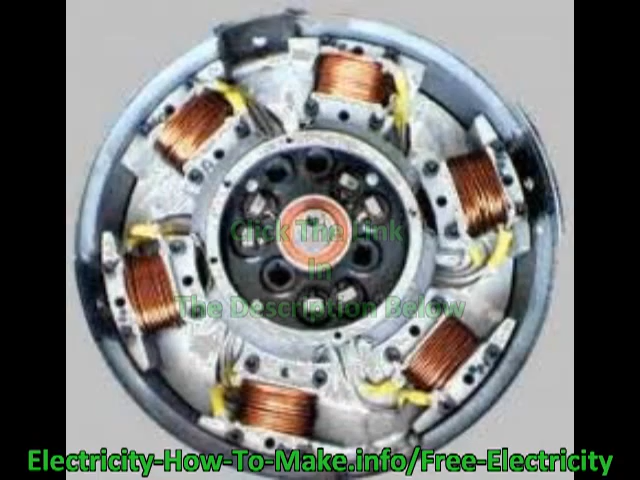 Click The Link
In
The Description Below
Electricity-How-To-Make.info/Free-Electricity